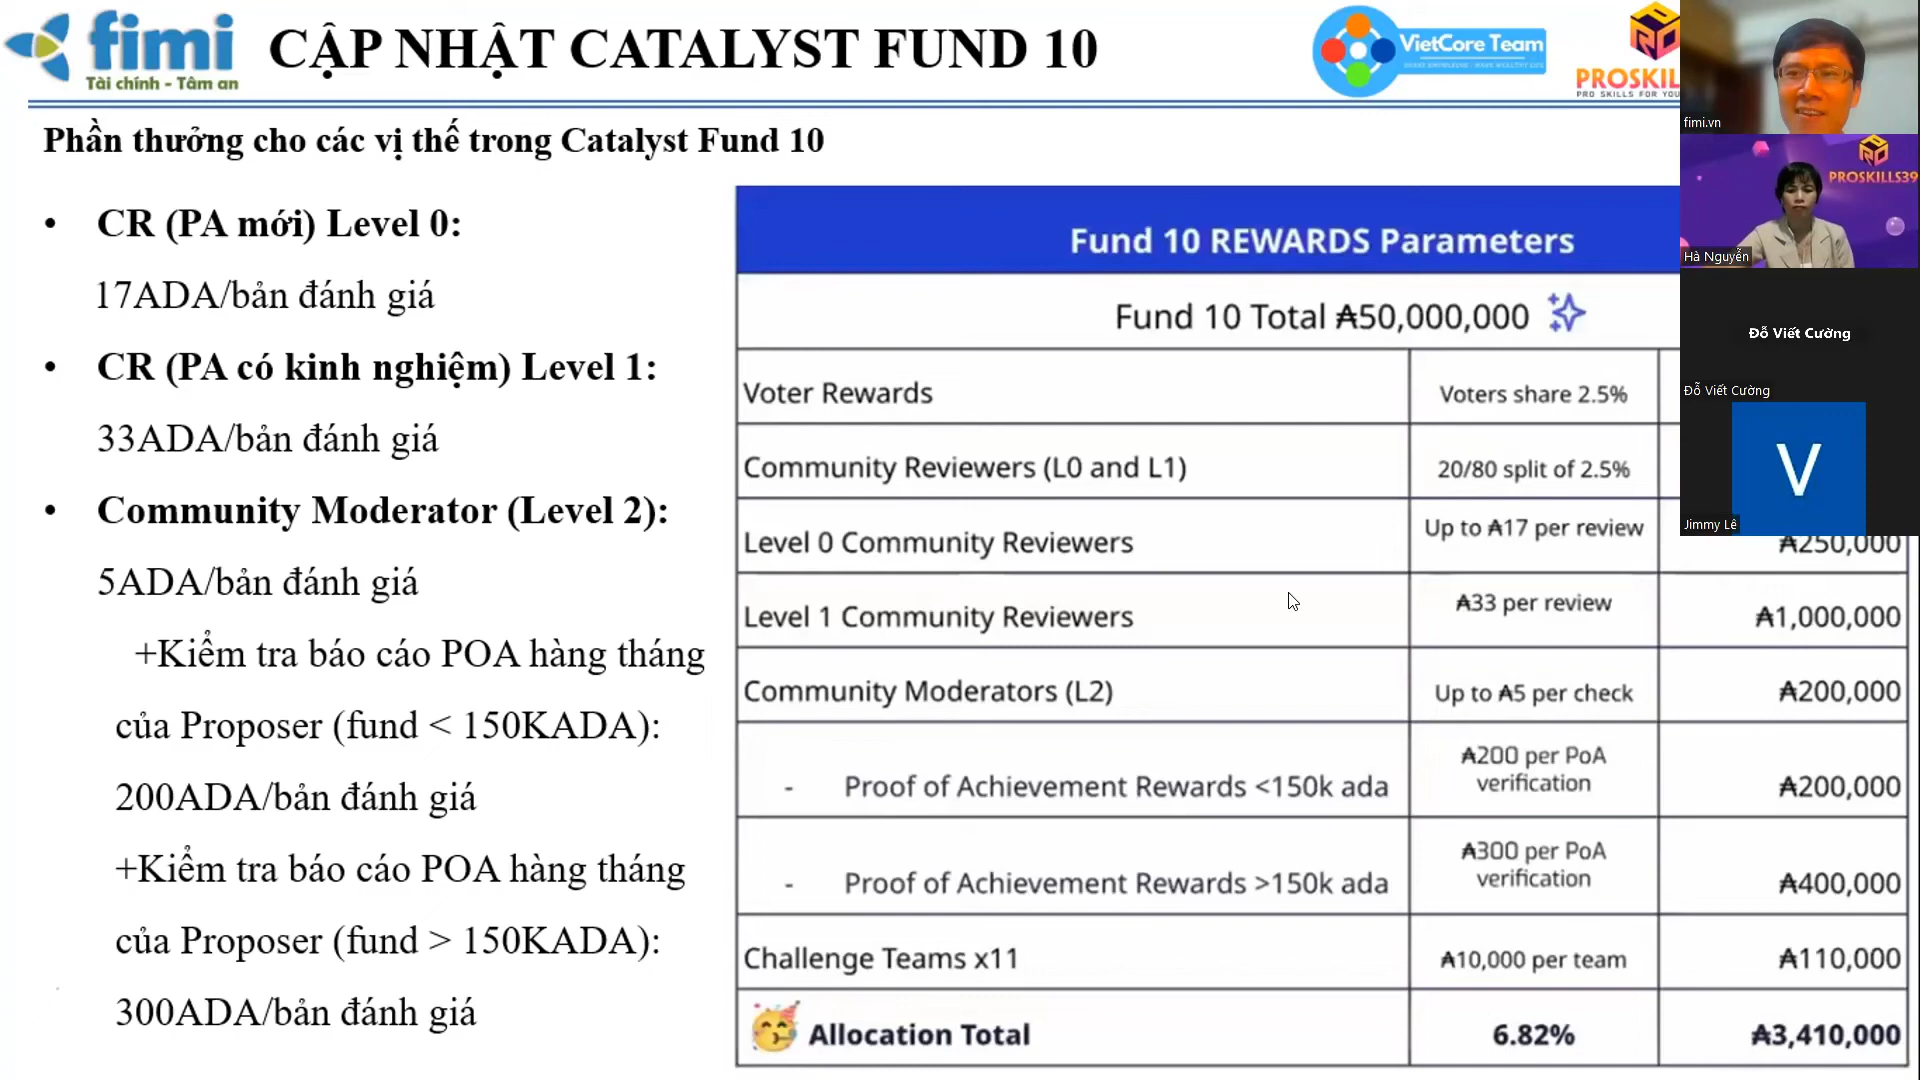 fimi
Tài chính - Tâm an
CẬP NHẬT CATALYST FUND 10
VietCore Team
PROSKIL
PRO SKILLS FOR YOU
fimi.vn
PROSKILLS39
Hà Nguyễn
Đỗ Viết Cường
Đỗ Viết Cường
V
Jimmy Lê
Phần thưởng cho các vị thế trong Catalyst Fund 10
• CR (PA mới) Level 0:
17ADA/bản đánh giá
• CR (PA có kinh nghiệm) Level 1:
33ADA/bản đánh giá
• Community Moderator (Level 2):
5ADA/bản đánh giá
+Kiểm tra báo cáo POA hàng tháng
của Proposer (fund < 150KADA):
200ADA/bản đánh giá
+Kiểm tra báo cáo POA hàng tháng
của Proposer (fund > 150KADA):
300ADA/bản đánh giá
Fund 10 REWARDS Parameters
Fund 10 Total ₳50,000,000
Voter Rewards Voters share 2.5%
Community Reviewers (L0 and L1) 20/80 split of 2.5%
Level 0 Community Reviewers Up to ₳17 per review ₳250,000
Level 1 Community Reviewers ₳33 per review ₳1,000,000
Community Moderators (L2) Up to ₳5 per check ₳200,000
- Proof of Achievement Rewards <150k ada ₳200 per PoA verification ₳200,000
- Proof of Achievement Rewards >150k ada ₳300 per PoA verification ₳400,000
Challenge Teams x11 ₳10,000 per team ₳110,000
Allocation Total 6.82% ₳3,410,000